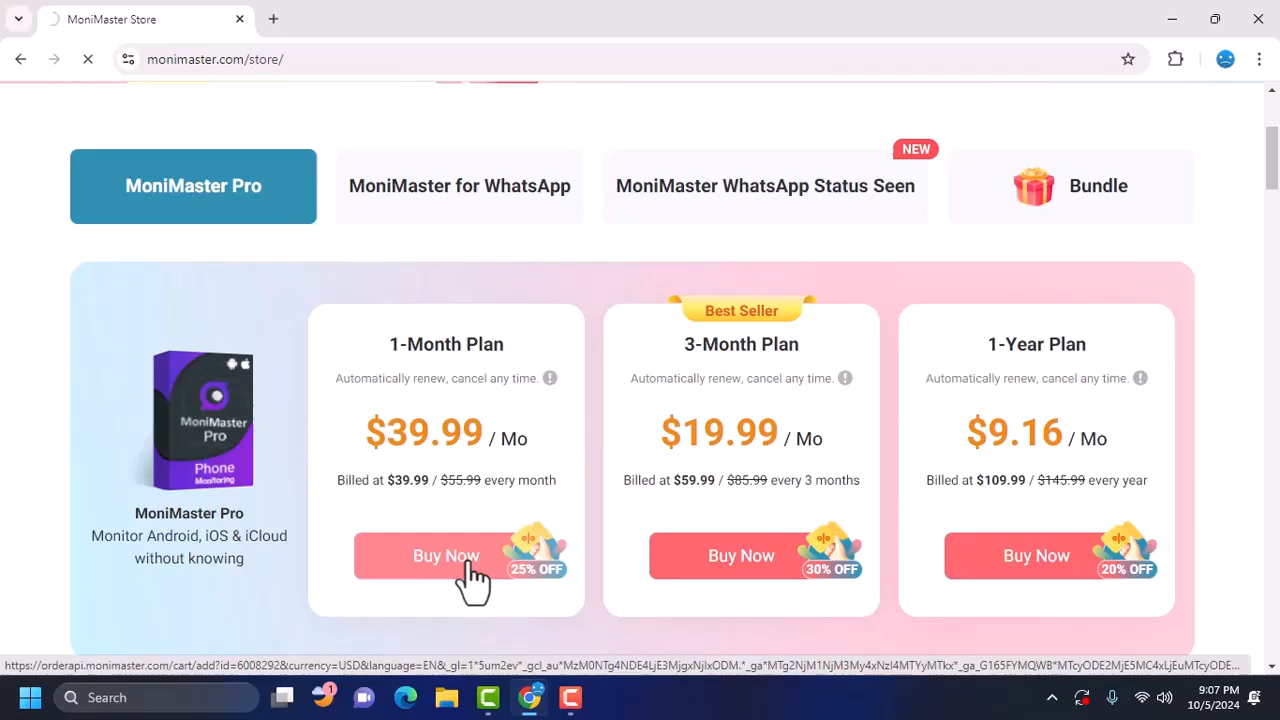 MoniMaster Store
monimaster.com/store/
NEW
MoniMaster Pro
MoniMaster for WhatsApp
MoniMaster WhatsApp Status Seen
Bundle
Best Seller
1-Month Plan
Automatically renew, cancel any time.
$39.99 / Mo
Billed at $39.99 / $55.99 every month
Buy Now
25% OFF
3-Month Plan
Automatically renew, cancel any time.
$19.99 / Mo
Billed at $59.99 / $85.99 every 3 months
Buy Now
30% OFF
1-Year Plan
Automatically renew, cancel any time.
$9.16 / Mo
Billed at $109.99 / $145.99 every year
Buy Now
20% OFF
MoniMaster
Pro
Phone
Monitoring
MoniMaster Pro
Monitor Android, iOS & iCloud
without knowing
Search
1
9:07 PM
10/5/2024